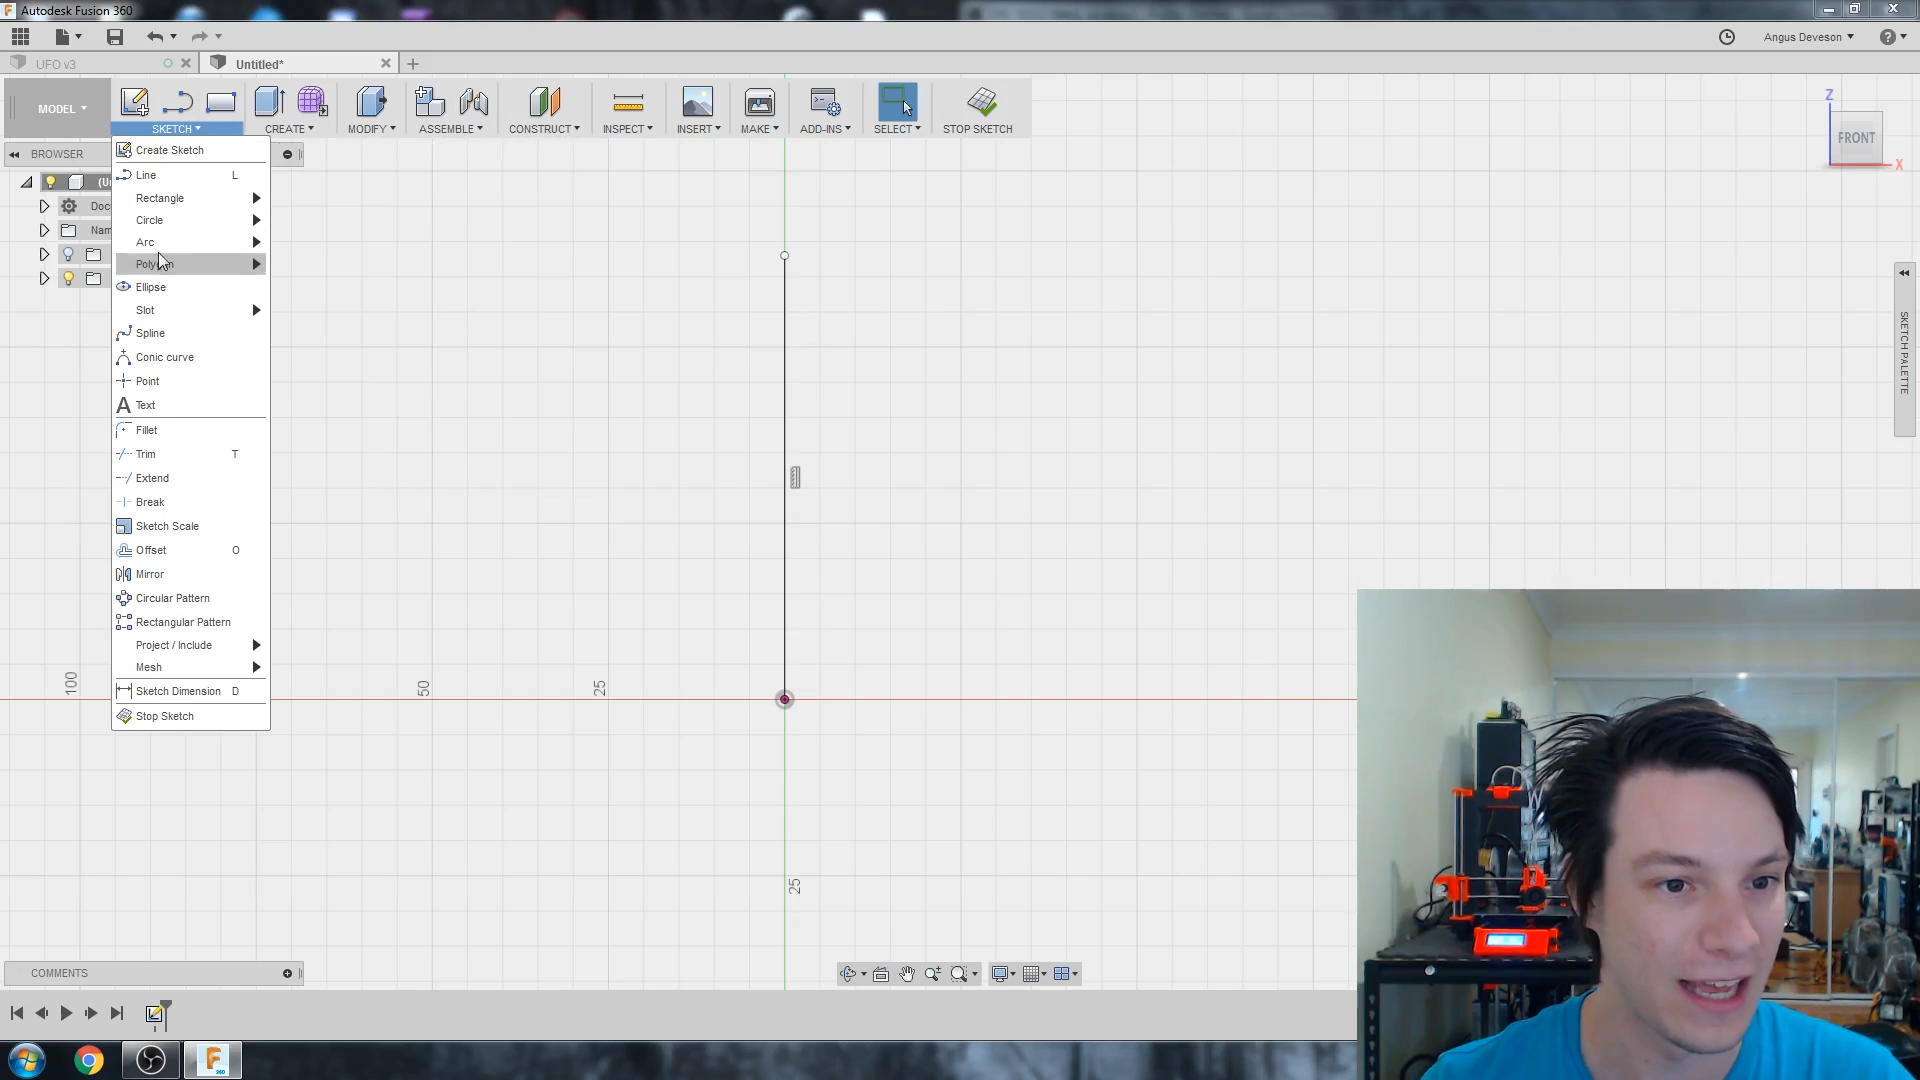 Autodesk Fusion 360
Angus Deveson
UFO v3
Untitled*
MODEL
SKETCH
CREATE
MODIFY
ASSEMBLE
CONSTRUCT
INSPECT
INSERT
MAKE
ADD-INS
SELECT
STOP SKETCH
BROWSER
(Un
Doc
Nam
Create Sketch
Line L
Rectangle
Circle
Arc
Ellipse
Slot
Spline
Conic curve
Point
A Text
Fillet
Trim T
Extend
Break
Sketch Scale
Offset O
Mirror
Circular Pattern
Rectangular Pattern
Project / Include
Mesh
Sketch Dimension D
Stop Sketch
Z
FRONT
X
SKETCH PALETTE
100
50
25
25
COMMENTS